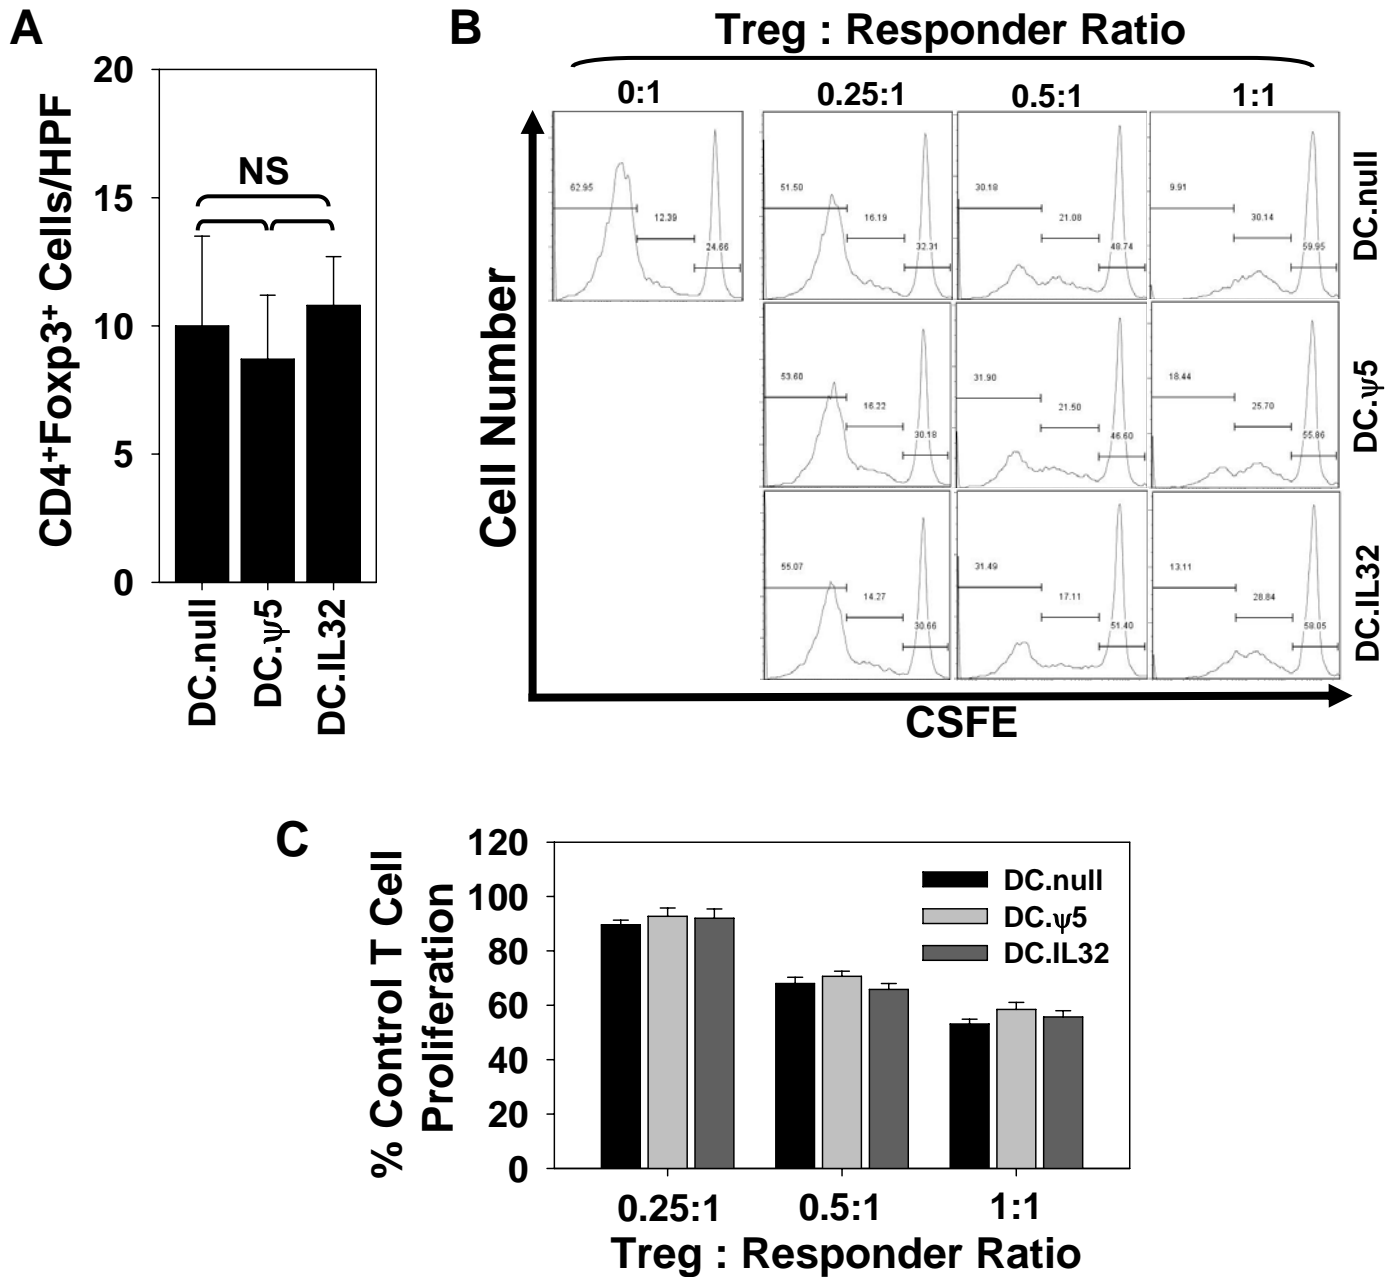 A
CD4⁺Foxp3⁺ Cells/HPF
20
15
10
5
0
NS
DC.null
DC.ψ5
DC.IL32
B
Treg : Responder Ratio
0:1
0.25:1
0.5:1
1:1
Cell Number
62.95
12.39
24.66
51.50
16.19
32.31
30.18
21.08
48.74
9.91
30.14
59.95
DC.null
53.60
16.22
30.18
31.90
21.50
46.60
18.44
25.70
55.86
DC.ψ5
55.07
14.27
30.66
31.49
17.11
51.40
13.11
28.84
58.05
DC.IL32
CSFE
C
% Control T Cell
Proliferation
120
100
80
60
40
20
0
DC.null
DC.ψ5
DC.IL32
0.25:1
0.5:1
1:1
Treg : Responder Ratio